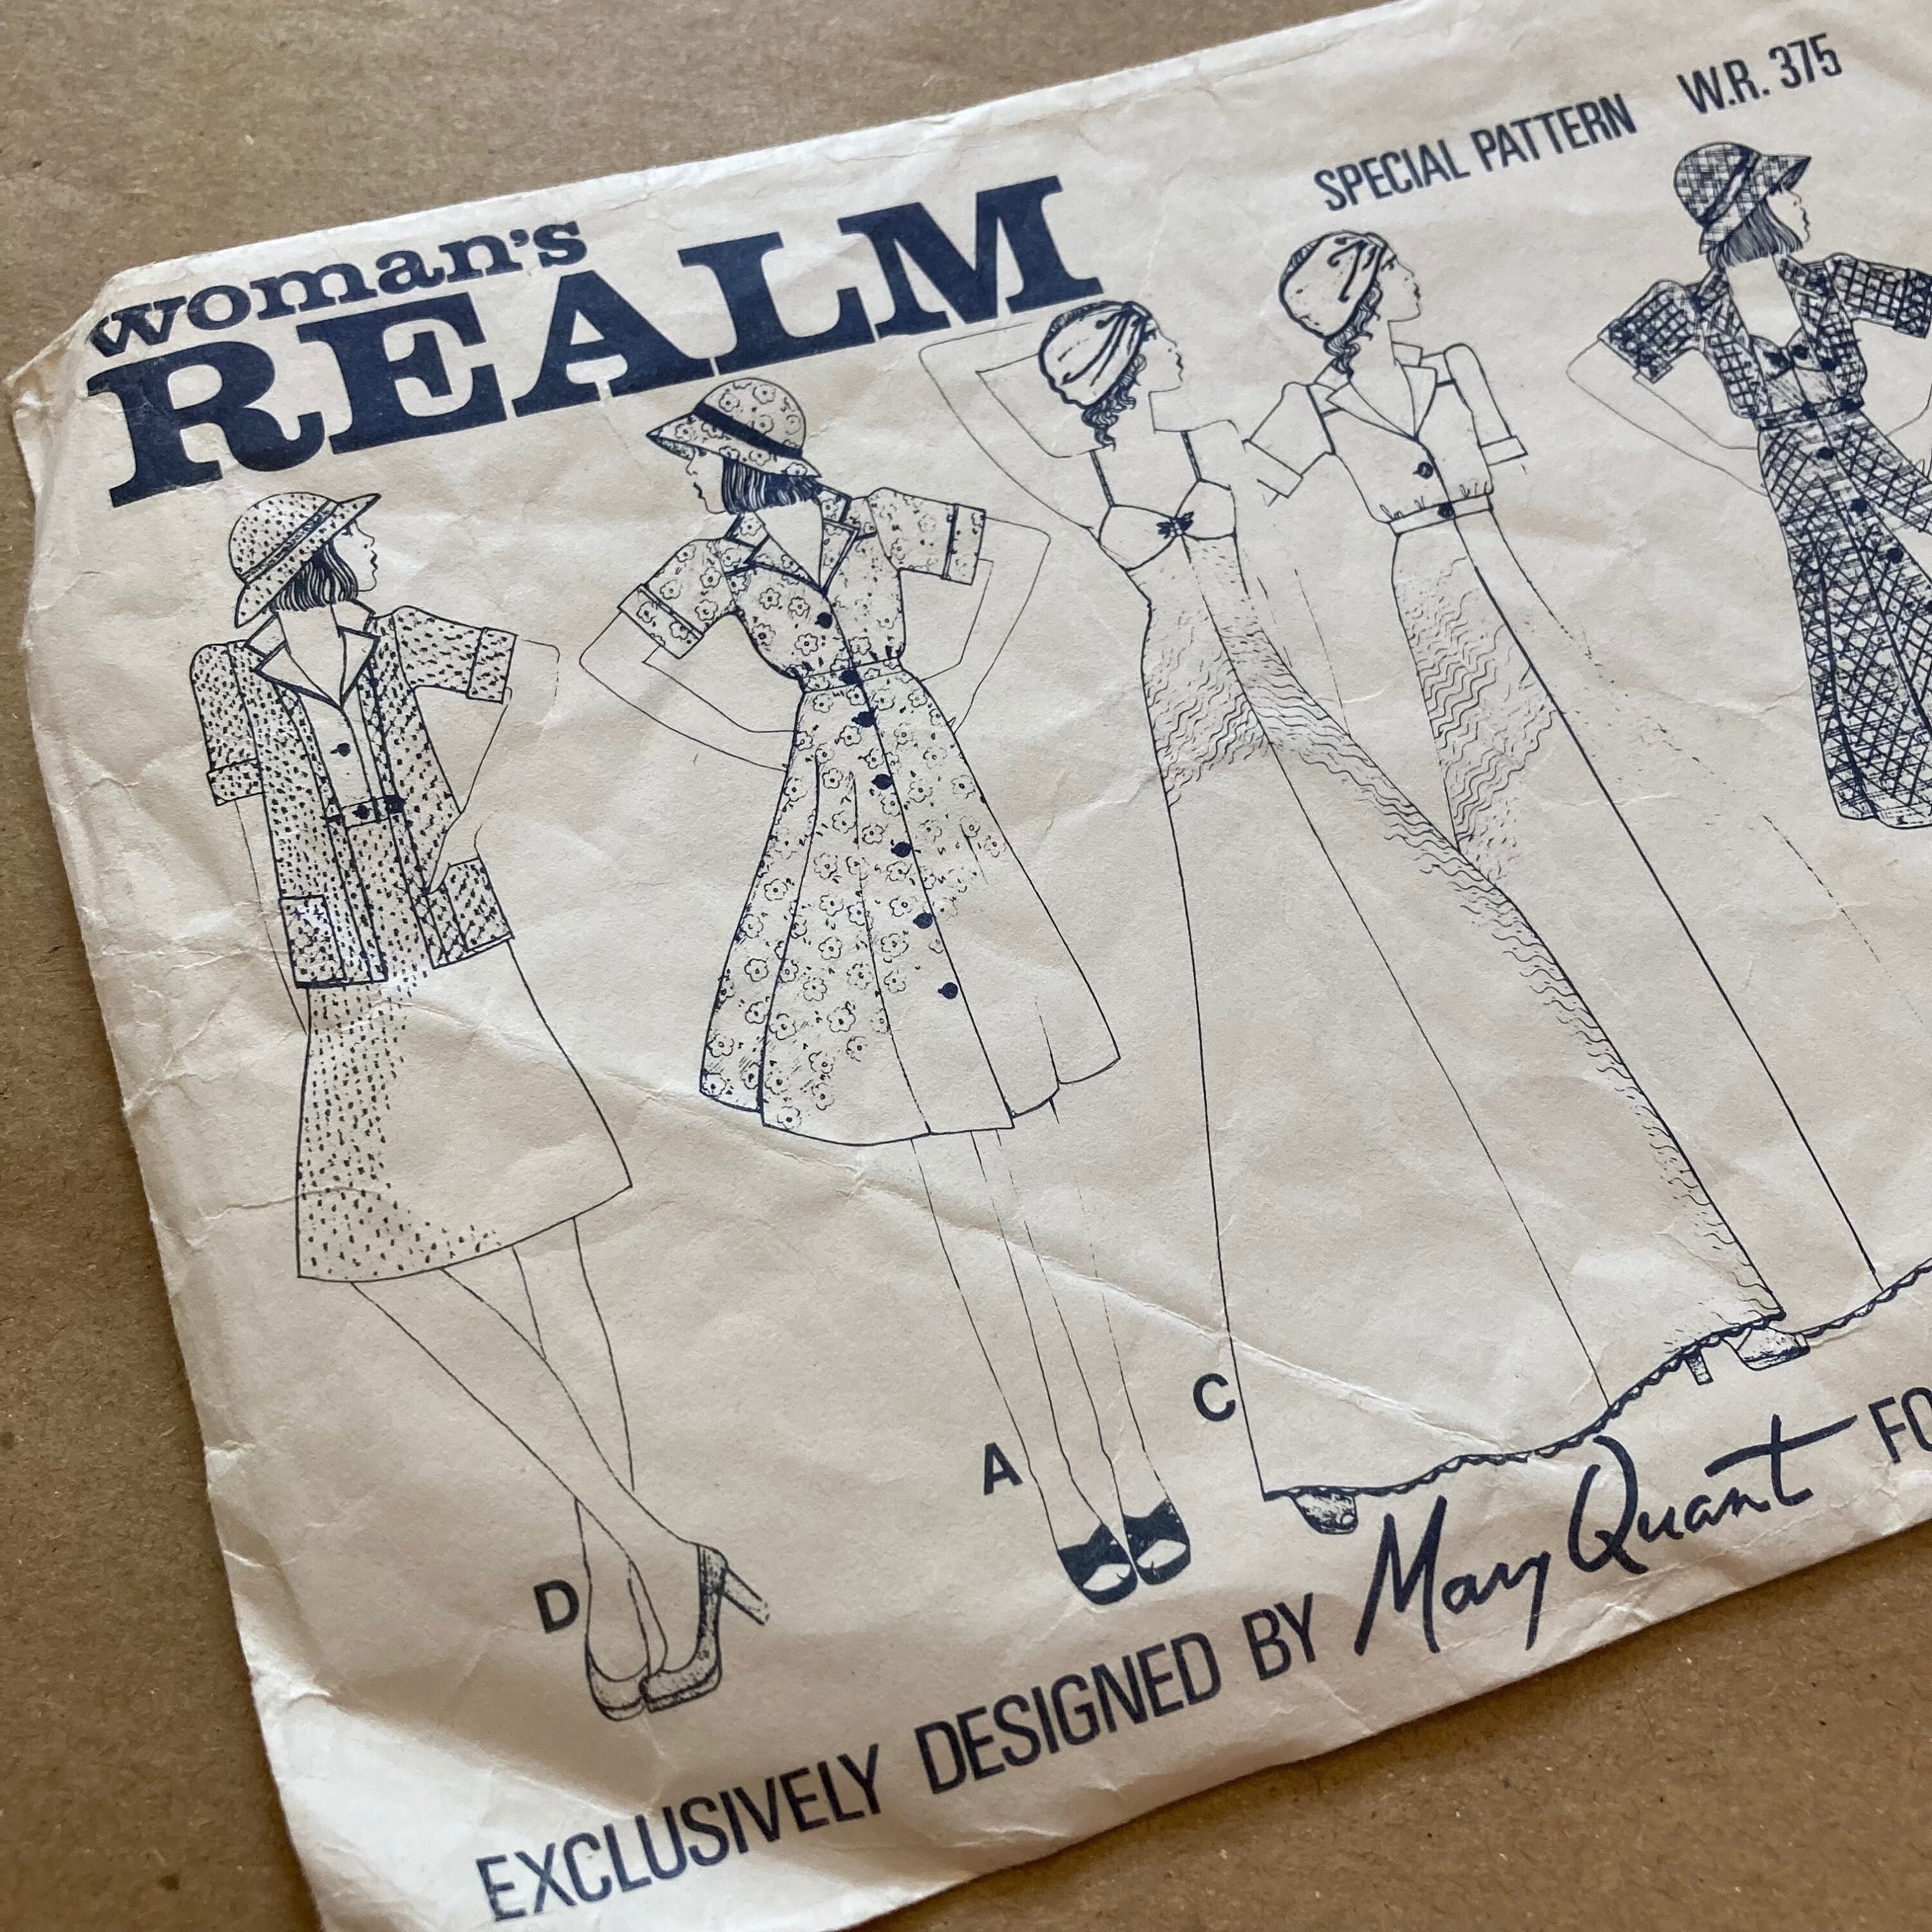 woman's
REALM
SPECIAL PATTERN W.R. 375
D
A
C
EXCLUSIVELY DESIGNED BY Mary Quant